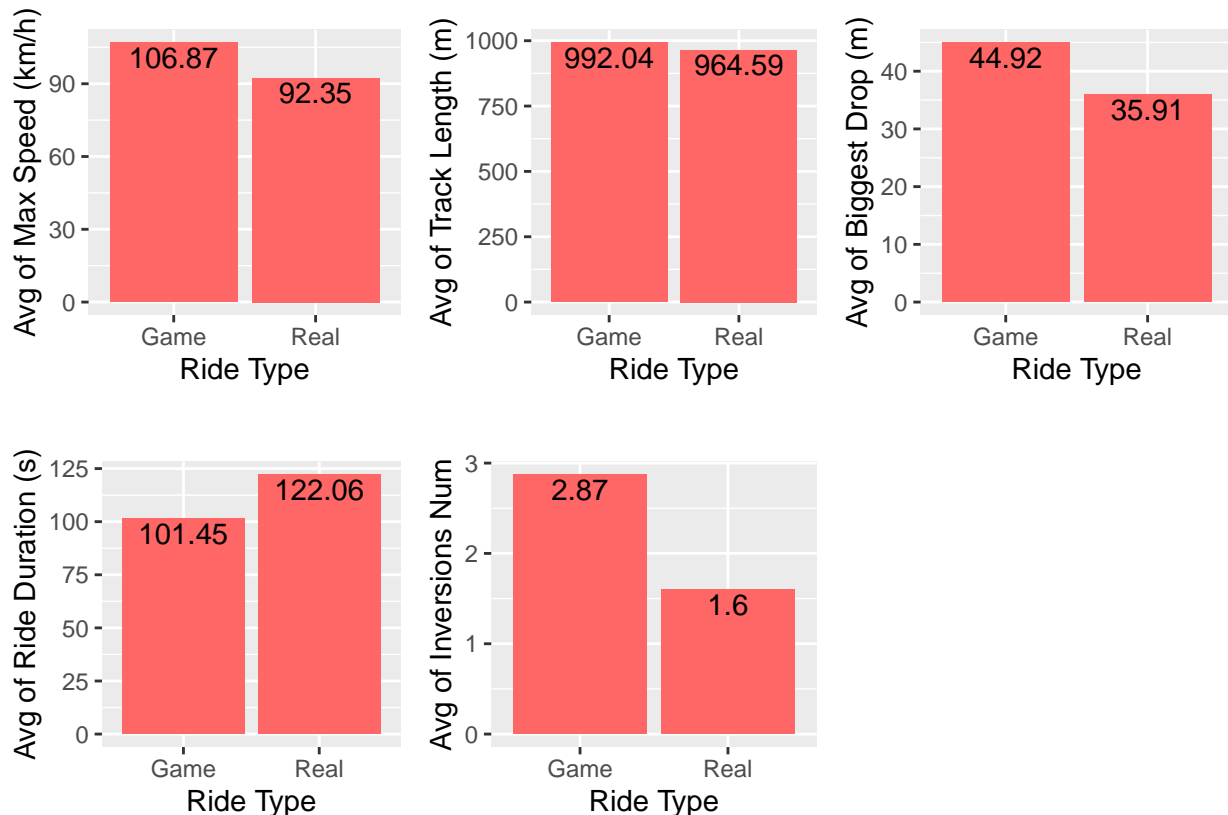 Avg of Max Speed (km/h)
90
60
30
0
106.87
92.35
Game
Real
Ride Type
Avg of Track Length (m)
1000
750
500
250
0
992.04
964.59
Game
Real
Ride Type
Avg of Biggest Drop (m)
40
30
20
10
0
44.92
35.91
Game
Real
Ride Type
Avg of Ride Duration (s)
125
100
75
50
25
0
101.45
122.06
Game
Real
Ride Type
Avg of Inversions Num
3
2
1
0
2.87
1.6
Game
Real
Ride Type